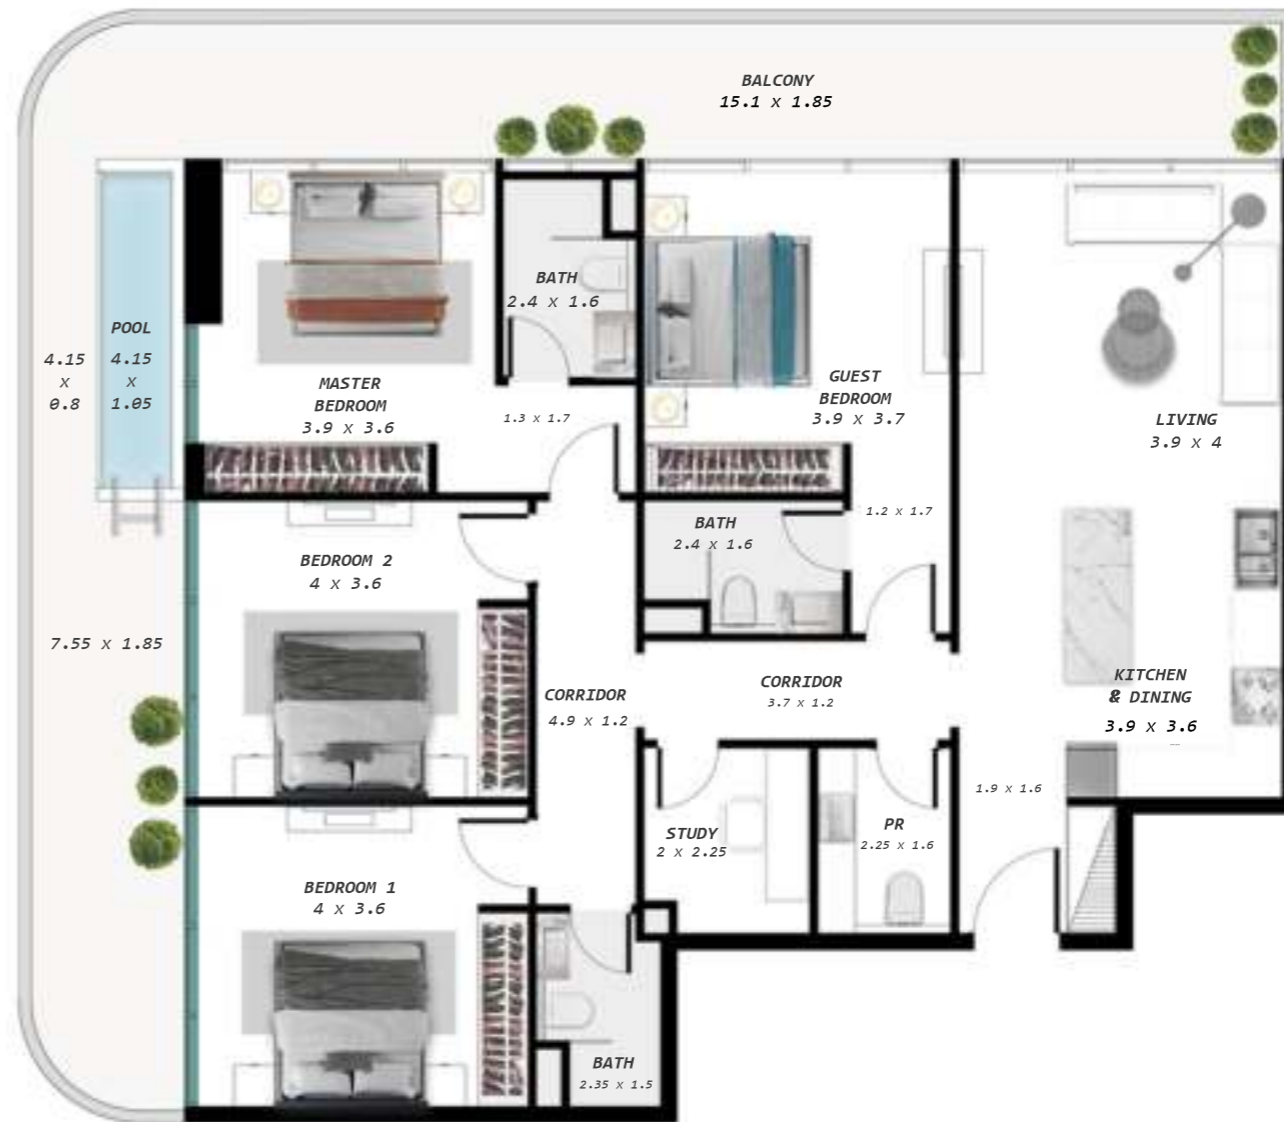 BALCONY
15.1 x 1.85
POOL
4.15
x
1.05
4.15
x
0.8
MASTER
BEDROOM
3.9 x 3.6
BATH
2.4 x 1.6
1.3 x 1.7
GUEST
BEDROOM
3.9 x 3.7
LIVING
3.9 x 4
BATH
2.4 x 1.6
1.2 x 1.7
BEDROOM 2
4 x 3.6
7.55 x 1.85
CORRIDOR
4.9 x 1.2
CORRIDOR
3.7 x 1.2
KITCHEN
& DINING
3.9 x 3.6
1.9 x 1.6
STUDY
2 x 2.25
PR
2.25 x 1.6
BEDROOM 1
4 x 3.6
BATH
2.35 x 1.5